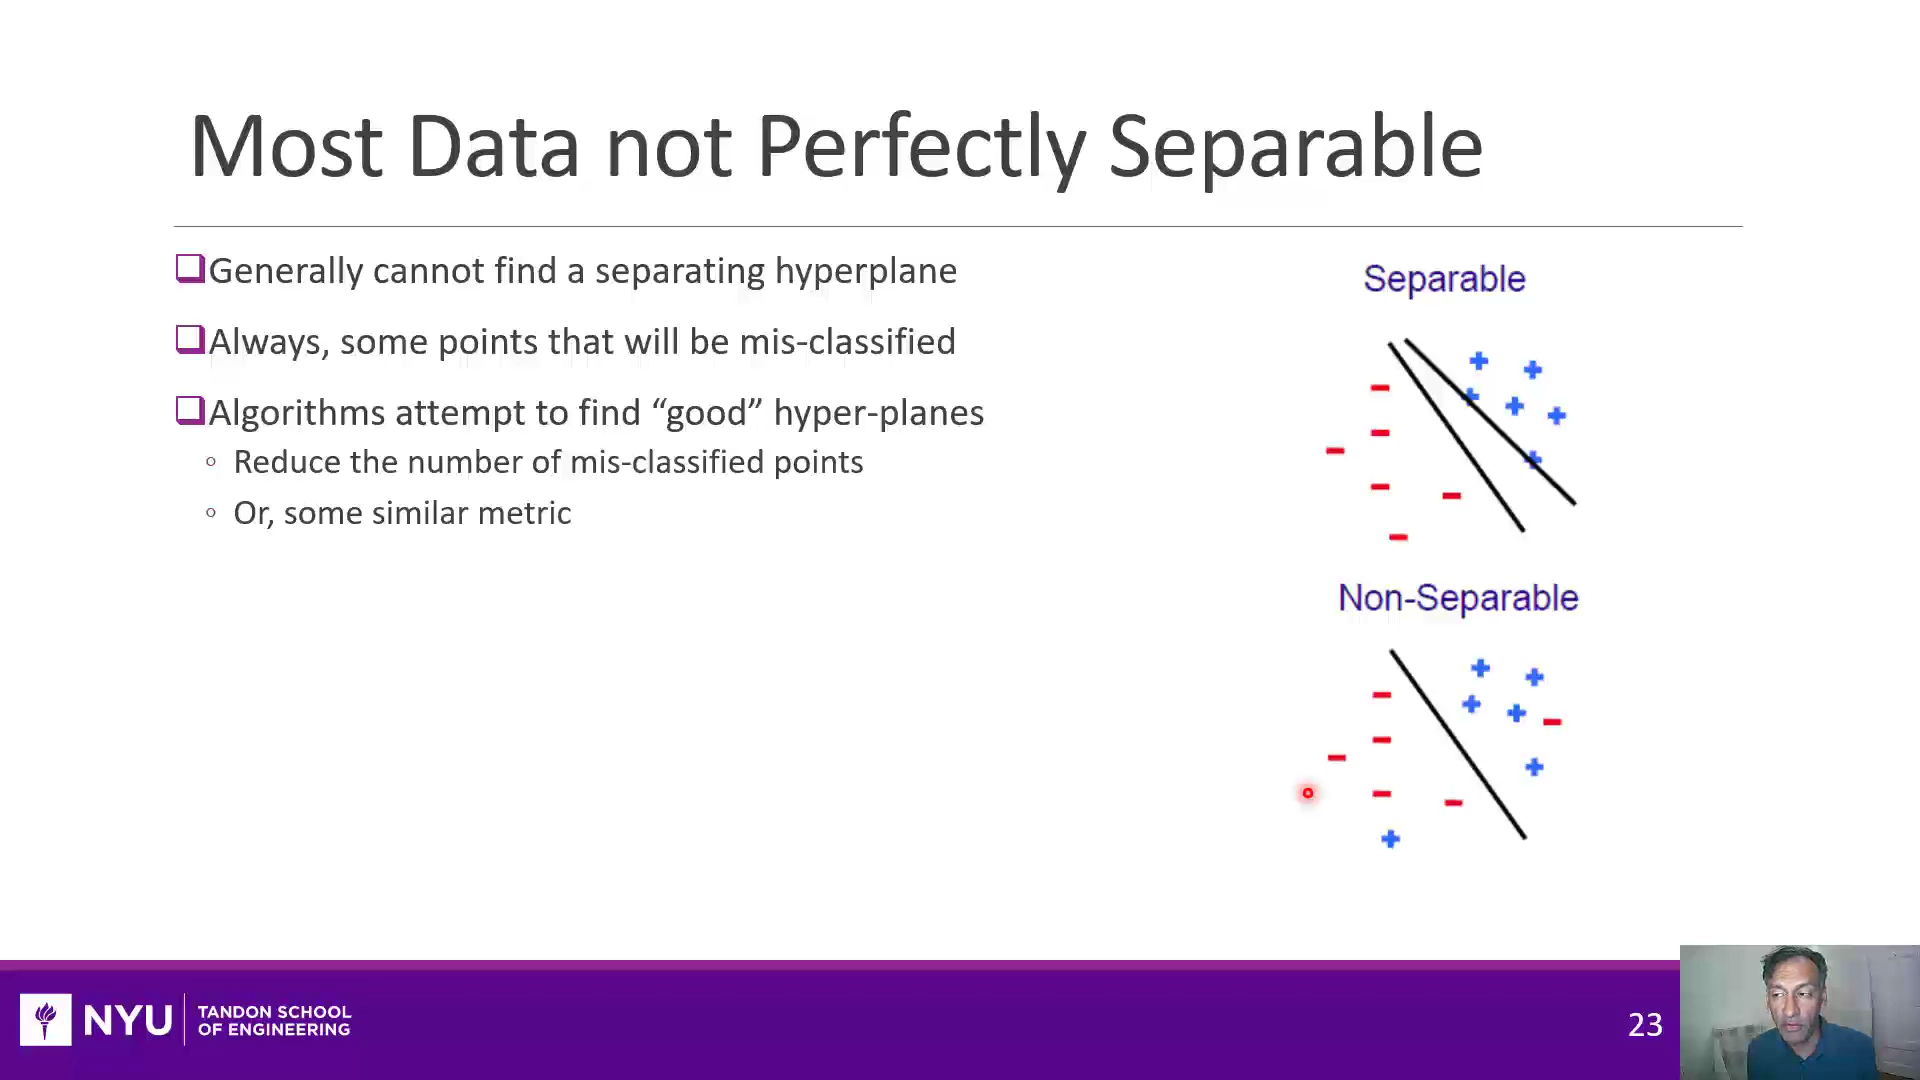 Most Data not Perfectly Separable
Generally cannot find a separating hyperplane
Always, some points that will be mis-classified
Algorithms attempt to find “good” hyper-planes
Reduce the number of mis-classified points
Or, some similar metric
Separable
Non-Separable
NYU
TANDON SCHOOL
OF ENGINEERING
23